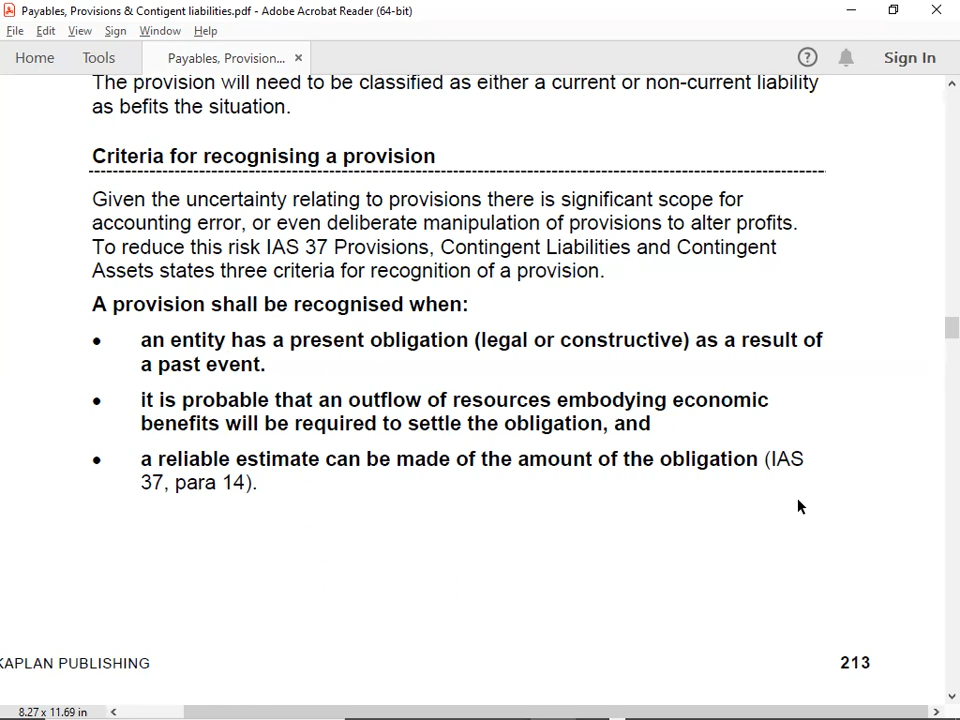 Payables, Provisions & Contigent liabilities.pdf - Adobe Acrobat Reader (64-bit)
File Edit View Sign Window Help
Home Tools Payables, Provision... × Sign In
The provision will need to be classified as either a current or non-current liability
as befits the situation.
Criteria for recognising a provision
Given the uncertainty relating to provisions there is significant scope for
accounting error, or even deliberate manipulation of provisions to alter profits.
To reduce this risk IAS 37 Provisions, Contingent Liabilities and Contingent
Assets states three criteria for recognition of a provision.
A provision shall be recognised when:
• an entity has a present obligation (legal or constructive) as a result of
a past event.
• it is probable that an outflow of resources embodying economic
benefits will be required to settle the obligation, and
• a reliable estimate can be made of the amount of the obligation (IAS
37, para 14).
KAPLAN PUBLISHING 213
8.27 x 11.69 in